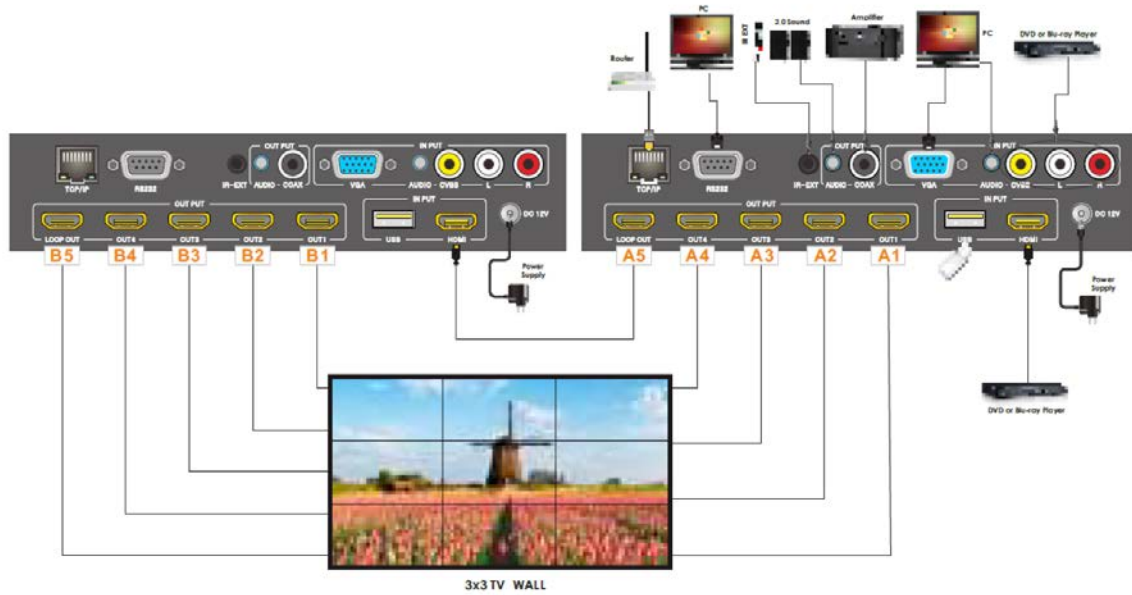 PC
IR EXT
2.0 Sound
Amplifier
PC
DVD or Blu-ray Player
Router
OUT PUT
IN PUT
TCP/IP
RS232
IR-EXT
AUDIO
COAX
VGA
AUDIO
CVBS
L
R
OUT PUT
IN PUT
DC 12V
LOOP OUT
OUT4
OUT3
OUT2
OUT1
USB
HDMI
B5
B4
B3
B2
B1
Power
Supply
OUT PUT
IN PUT
TCP/IP
RS232
IR-EXT
AUDIO
COAX
VGA
AUDIO
CVBS
L
R
OUT PUT
IN PUT
DC 12V
LOOP OUT
OUT4
OUT3
OUT2
OUT1
USB
HDMI
A5
A4
A3
A2
A1
Power
Supply
DVD or Blu-ray Player
3x3 TV WALL